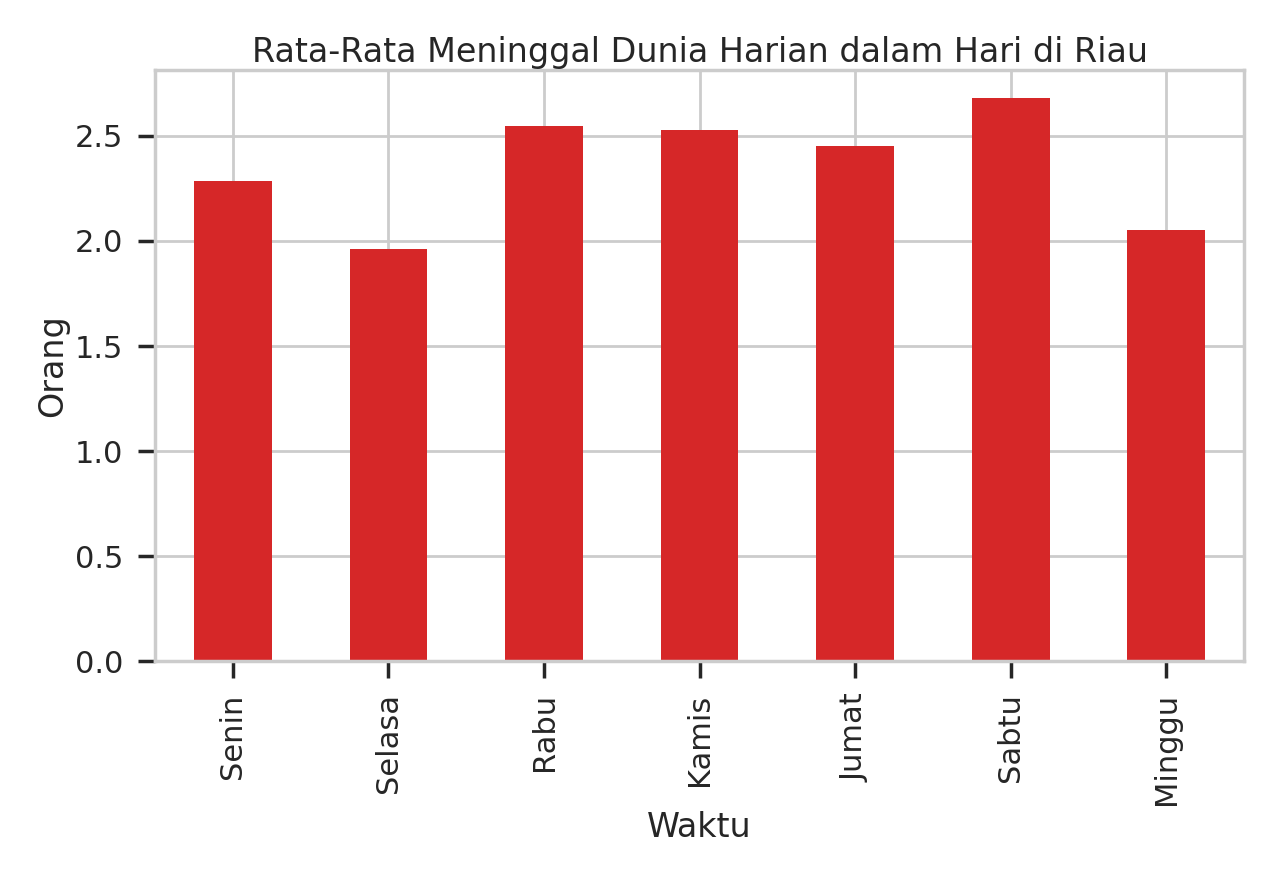 Rata-Rata Meninggal Dunia Harian dalam Hari di Riau
Orang
2.5
2.0
1.5
1.0
0.5
0.0
Senin
Selasa
Rabu
Kamis
Jumat
Sabtu
Minggu
Waktu